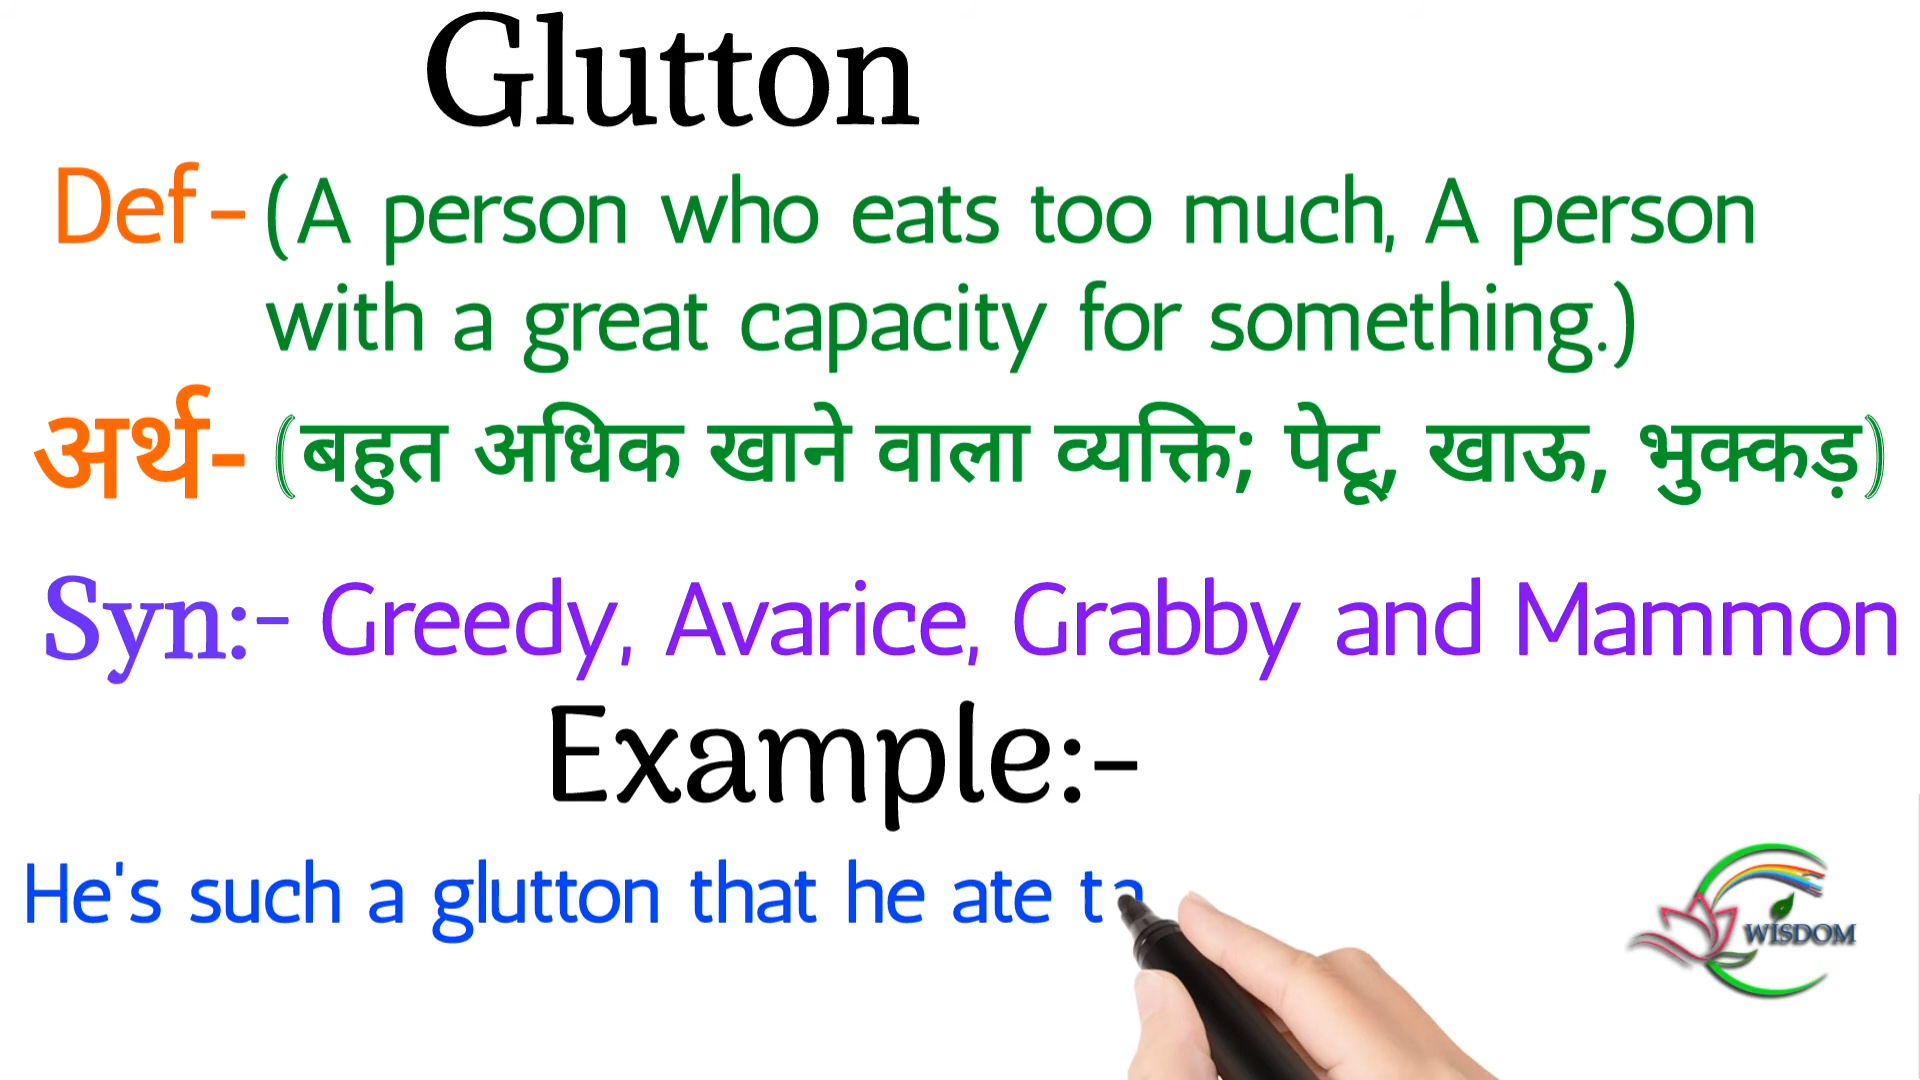 Glutton
Def- (A person who eats too much, A person
with a great capacity for something.)
अर्थ- (बहुत अधिक खाने वाला व्यक्ति; पेटू, खाऊ, भुक्कड़)
Syn:- Greedy, Avarice, Grabby and Mammon
Example:-
He's such a glutton that he ate
WISDOM